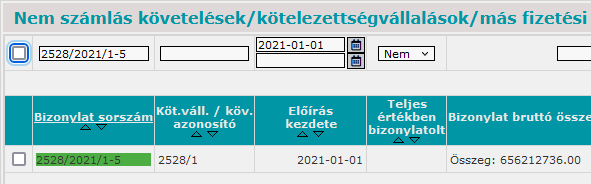 Nem számlás követelések/kötelezettségvállalások/más fizetési
2528/2021/1-5 2021-01-01 Nem
Bizonylat sorszám Köt.váll. / köv. azonosító Előírás kezdete Teljes értékben bizonylatolt Bizonylat bruttó össze
2528/2021/1-5 2528/1 2021-01-01 Összeg: 656212736.00